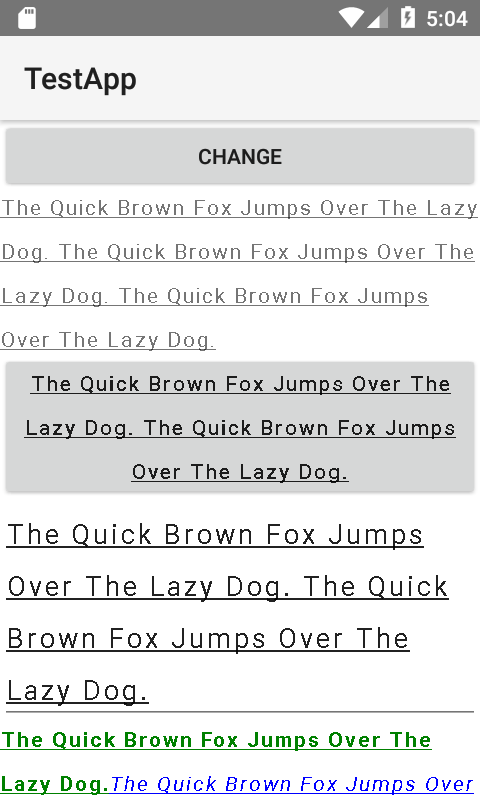 5:04
TestApp
CHANGE
The Quick Brown Fox Jumps Over The Lazy
Dog. The Quick Brown Fox Jumps Over The
Lazy Dog. The Quick Brown Fox Jumps
Over The Lazy Dog.
The Quick Brown Fox Jumps Over The
Lazy Dog. The Quick Brown Fox Jumps
Over The Lazy Dog.
The Quick Brown Fox Jumps
Over The Lazy Dog. The Quick
Brown Fox Jumps Over The
Lazy Dog.
The Quick Brown Fox Jumps Over The
Lazy Dog.The Quick Brown Fox Jumps Over